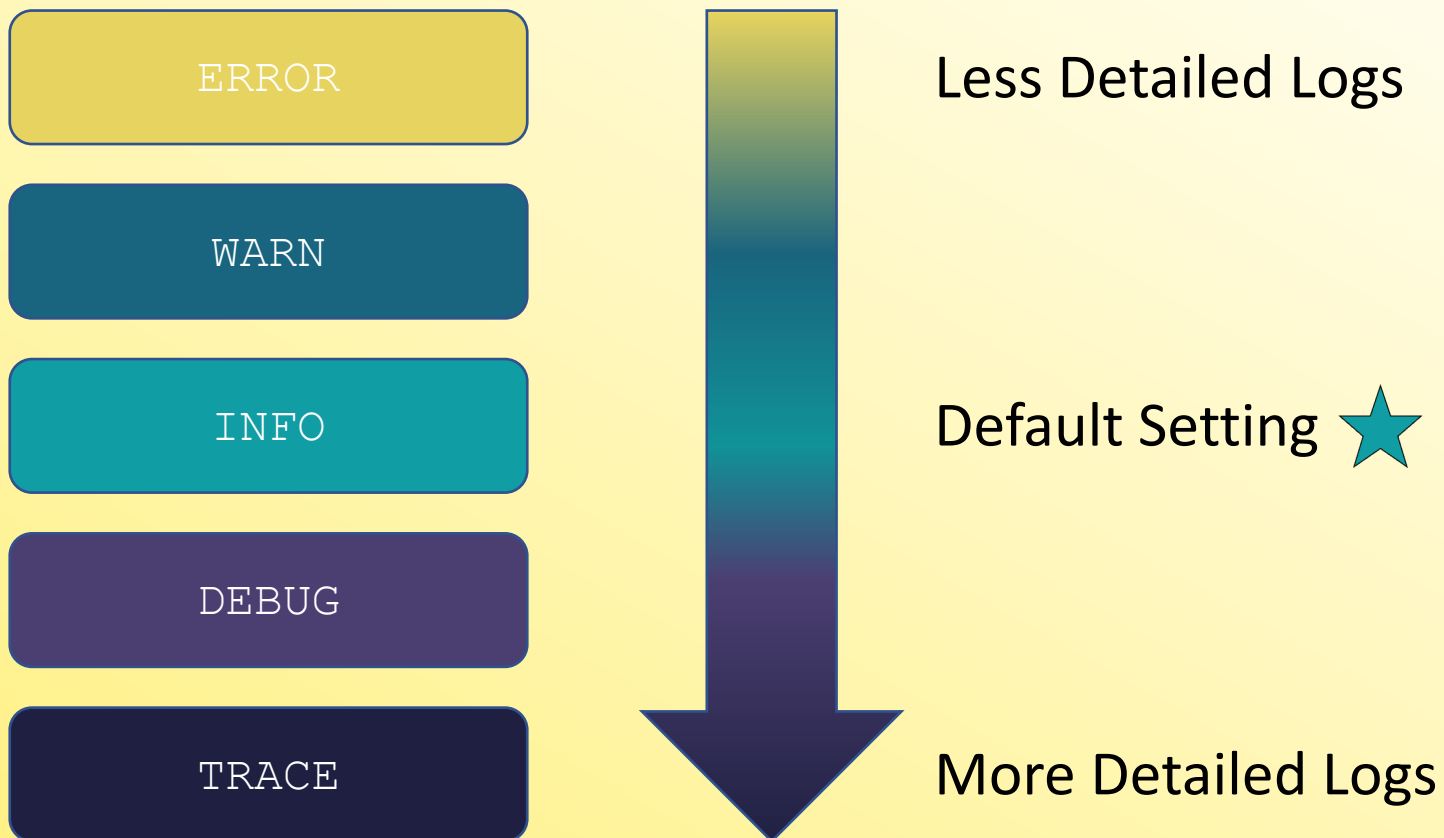 ERROR
Less Detailed Logs
WARN
INFO
Default Setting
DEBUG
TRACE
More Detailed Logs